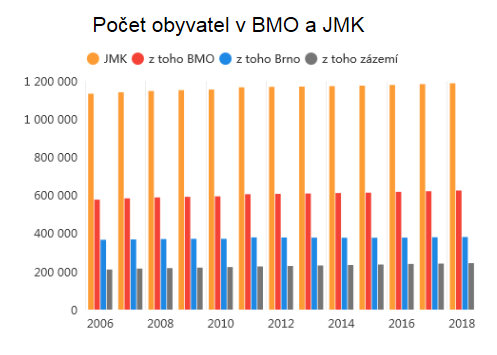 Počet obyvatel v BMO a JMK
JMK z toho BMO z toho Brno z toho zázemí
1 200 000
1 000 000
800 000
600 000
400 000
200 000
0
2006 2008 2010 2012 2014 2016 2018